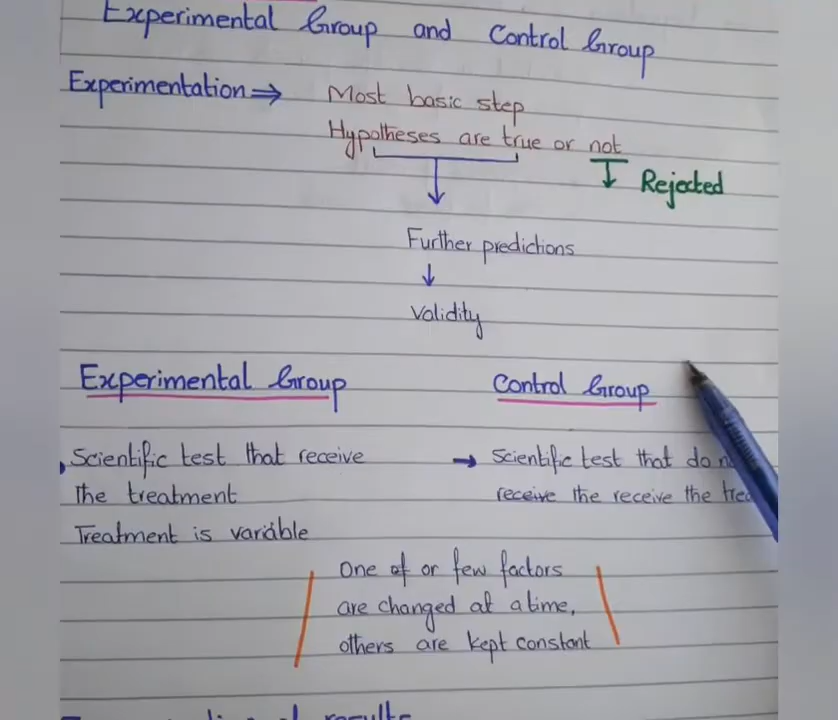 Experimental Group and Control Group
Experimentation ⇒ Most basic step
Hypotheses are true or not
↓ Rejected
Further predictions
↓
Validity
Experimental Group
Control Group
Scientific test that receive
the treatment
Treatment is variable
→ Scientific test that do
receive the receive the
One of or few factors
are changed at a time,
others are kept constant
results